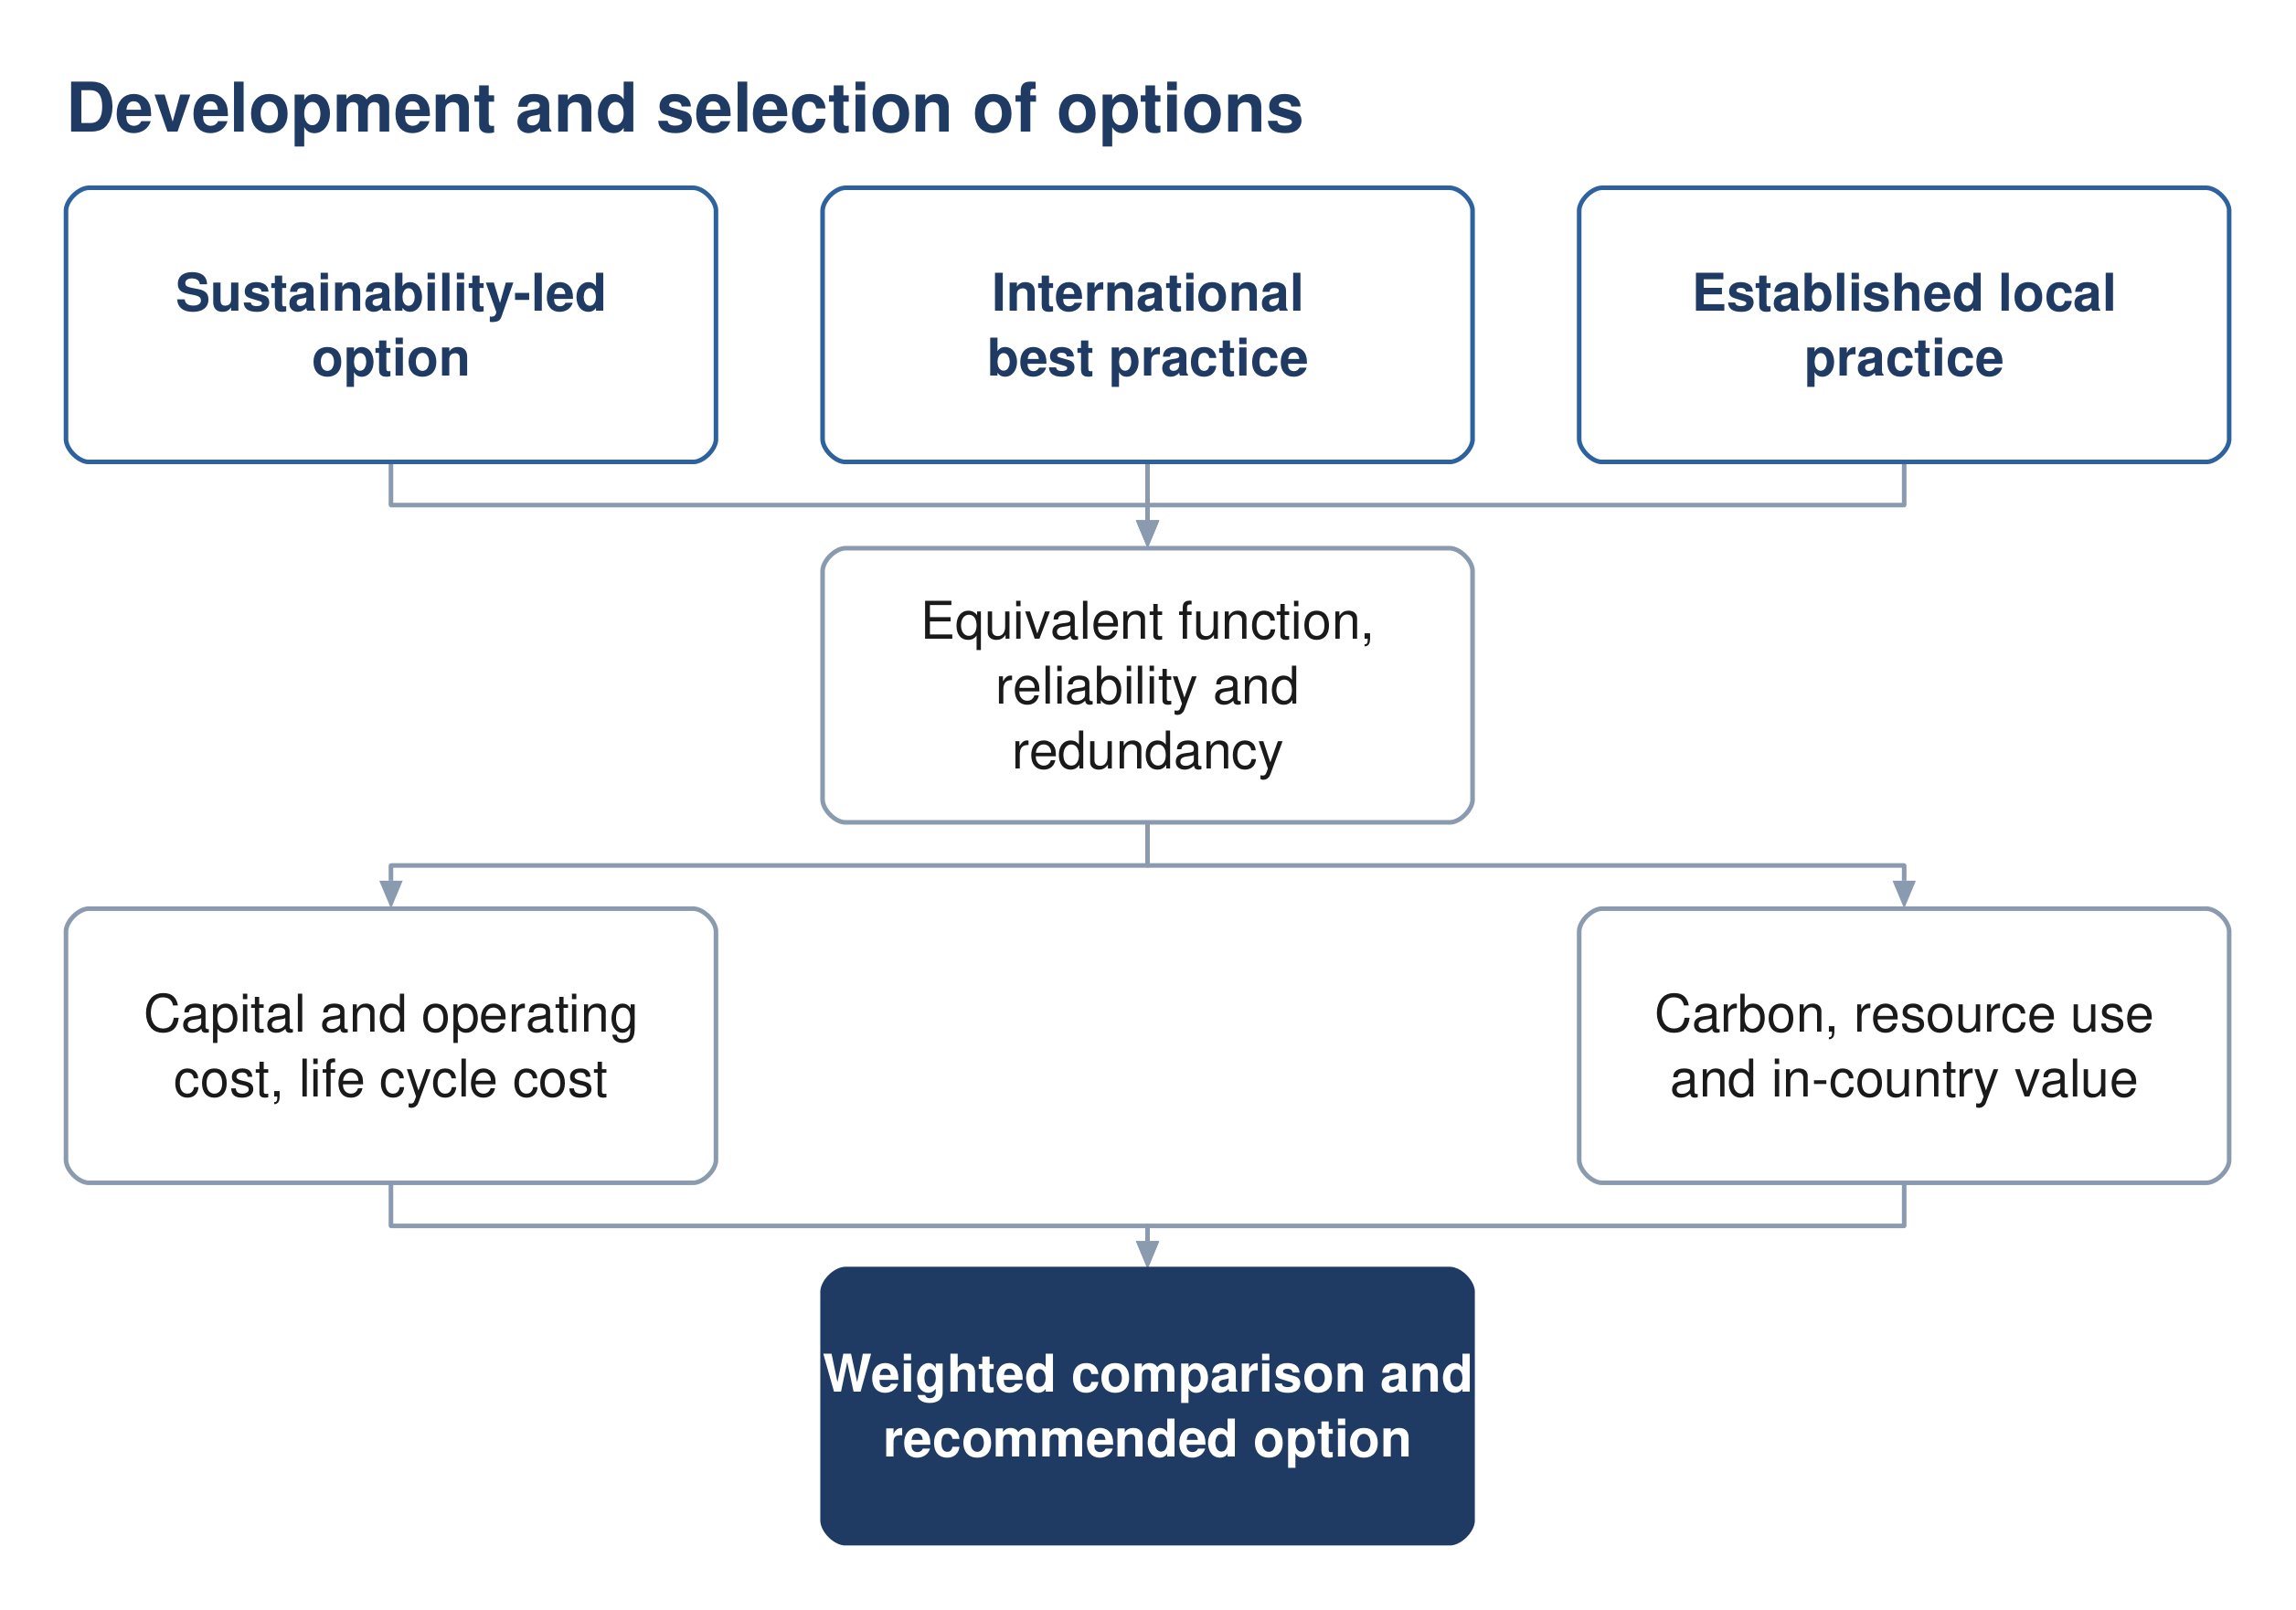 Development and selection of options
Sustainability-led
option
International
best practice
Established local
practice
Equivalent function,
reliability and
redundancy
Capital and operating
cost, life cycle cost
Carbon, resource use
and in-country value
Weighted comparison and
recommended option